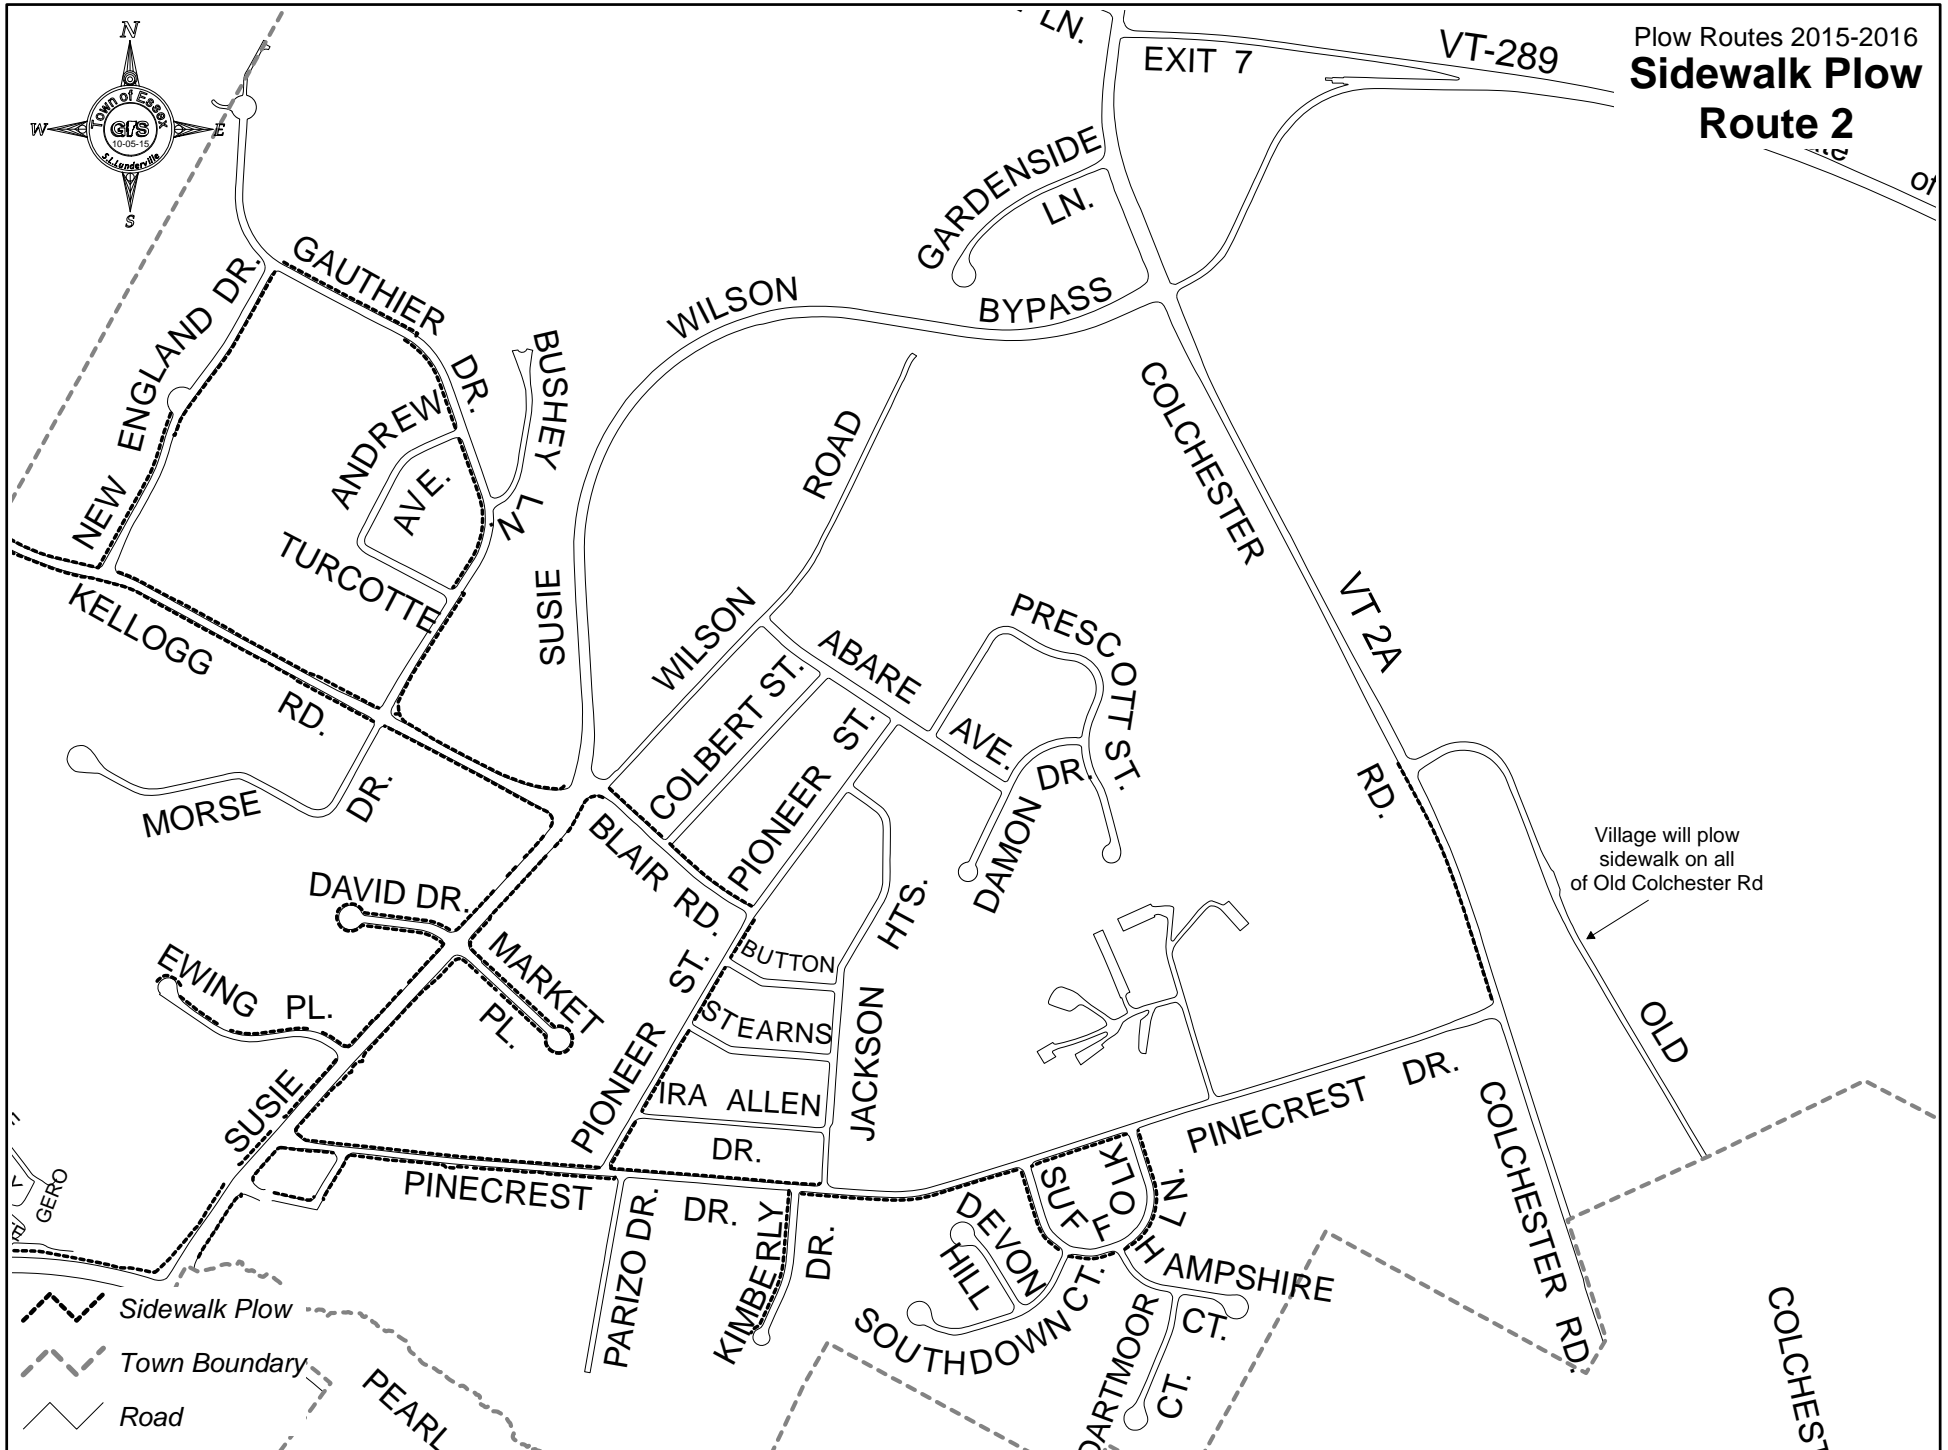 Plow Routes 2015-2016
Sidewalk Plow
Route 2
N
W
E
S
Town of Essex
GIS
10-05-15
S.L.Lunderville
LN.
EXIT 7
VT-289
of
GARDENSIDE
LN.
WILSON
BYPASS
GAUTHIER
DR.
NEW ENGLAND DR.
BUSHEY
LN.
ANDREW
AVE.
TURCOTTE
KELLOGG
RD.
SUSIE
WILSON
ROAD
COLCHESTER
VT 2A
RD.
PRESCOTT ST.
ABARE
AVE.
COLBERT ST.
PIONEER
ST.
DAMON
DR.
MORSE
DR.
BLAIR RD.
Village will plow
sidewalk on all
of Old Colchester Rd
DAVID DR.
MARKET
PL.
EWING PL.
BUTTON
STEARNS
IRA ALLEN
DR.
JACKSON
HTS.
PIONEER
ST.
OLD
SUSIE
GERO
PINECREST
DR.
PINECREST DR.
COLCHESTER RD.
PARIZO DR.
KIMBERLY
DR.
SUFFOLK
LN.
DEVON
HILL
SOUTHDOWN CT.
HAMPSHIRE
CT.
DARTMOOR
CT.
PEARL
Sidewalk Plow
Town Boundary
Road